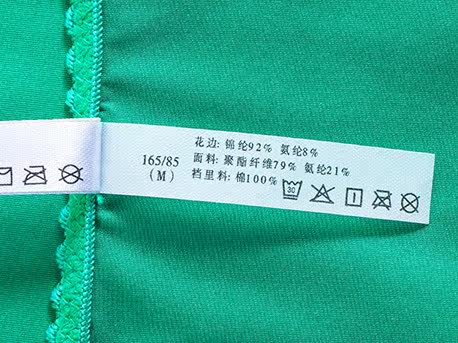 165/85
(M)
花边: 锦纶92% 氨纶8%
面料: 聚酯纤维79% 氨纶21%
裆里料: 棉100%
30